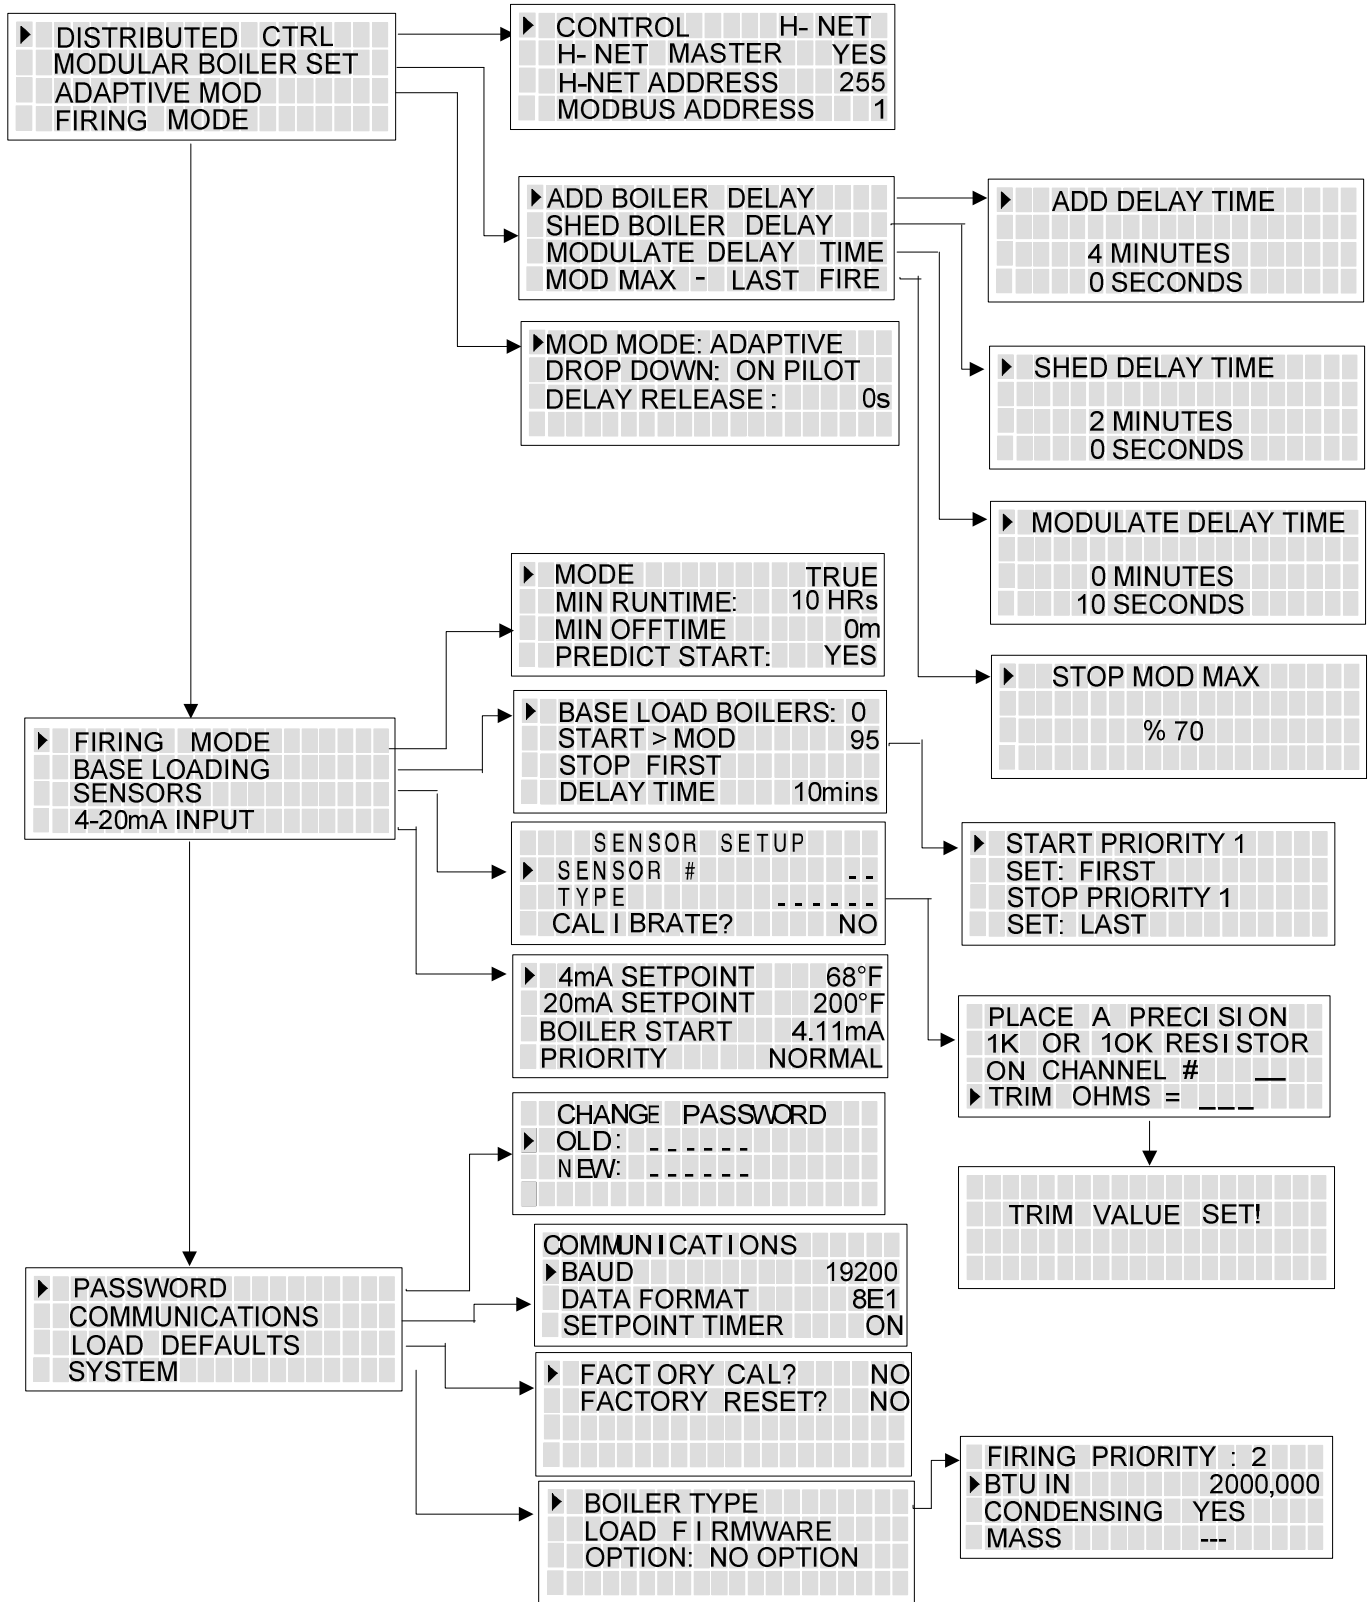 DISTRIBUTED CTRL
MODULAR BOILER SET
ADAPTIVE MOD
FIRING MODE
CONTROL H- NET
H- NET MASTER YES
H-NET ADDRESS 255
MODBUS ADDRESS 1
ADD BOILER DELAY
SHED BOILER DELAY
MODULATE DELAY TIME
MOD MAX - LAST FIRE
ADD DELAY TIME
4 MINUTES
0 SECONDS
MOD MODE: ADAPTIVE
DROP DOWN: ON PILOT
DELAY RELEASE : 0s
SHED DELAY TIME
2 MINUTES
0 SECONDS
MODULATE DELAY TIME
0 MINUTES
10 SECONDS
MODE TRUE
MIN RUNTIME: 10 HRs
MIN OFFTIME 0m
PREDICT START: YES
STOP MOD MAX
% 70
FIRING MODE
BASE LOADING
SENSORS
4-20mA INPUT
BASE LOAD BOILERS: 0
START > MOD 95
STOP FIRST
DELAY TIME 10mins
SENSOR SETUP
SENSOR # _ _
TYPE _ _ _ _ _ _
CALIBRATE? NO
START PRIORITY 1
SET: FIRST
STOP PRIORITY 1
SET: LAST
4mA SETPOINT 68°F
20mA SETPOINT 200°F
BOILER START 4.11mA
PRIORITY NORMAL
PLACE A PRECISION
1K OR 10K RESISTOR
ON CHANNEL # __
TRIM OHMS = _ _ _
CHANGE PASSWORD
OLD: _ _ _ _ _ _
NEW: _ _ _ _ _ _
TRIM VALUE SET!
PASSWORD
COMMUNICATIONS
LOAD DEFAULTS
SYSTEM
COMMUNICATIONS
BAUD 19200
DATA FORMAT 8E1
SETPOINT TIMER ON
FACTORY CAL? NO
FACTORY RESET? NO
BOILER TYPE
LOAD FIRMWARE
OPTION: NO OPTION
FIRING PRIORITY : 2
BTU IN 2000,000
CONDENSING YES
MASS ---